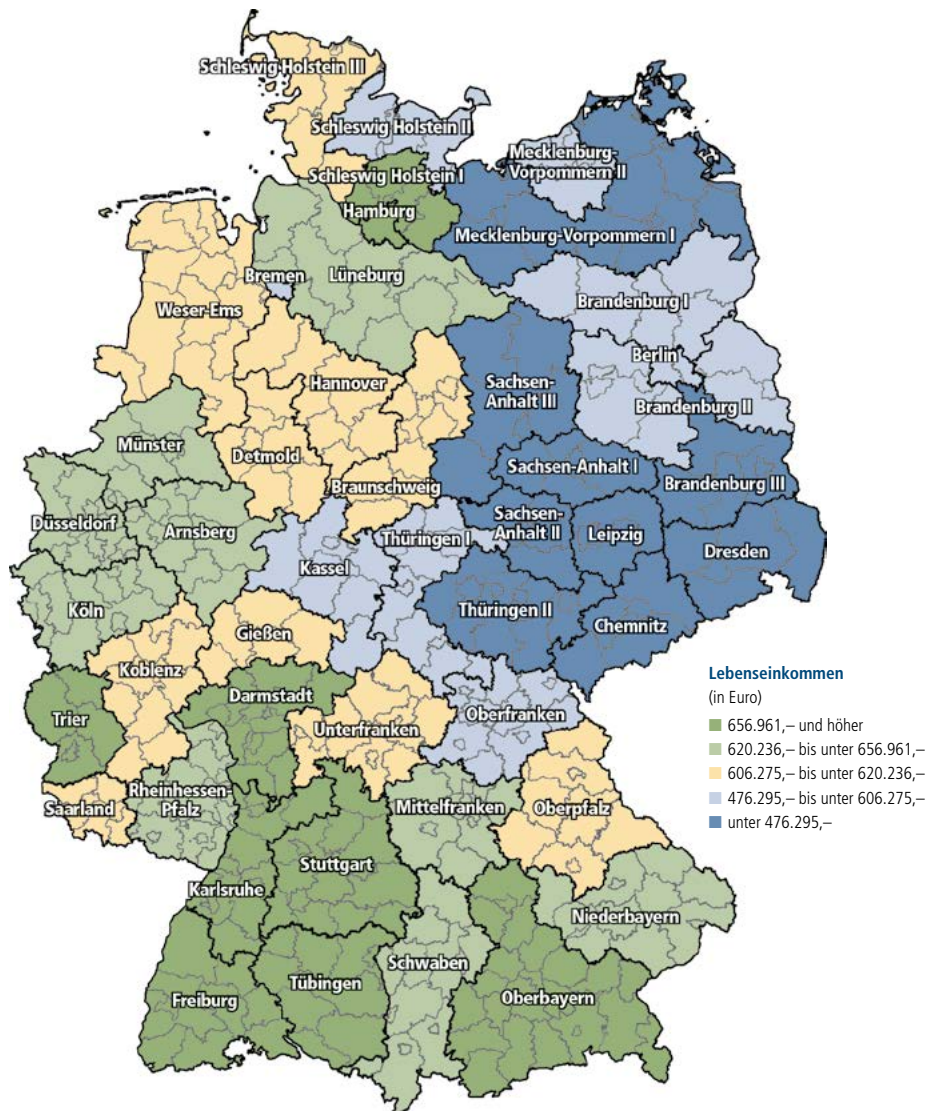 Schleswig Holstein III
Schleswig Holstein II
Mecklenburg-
Vorpommern II
Schleswig Holstein I
Hamburg
Mecklenburg-Vorpommern I
Bremen
Lüneburg
Brandenburg I
Weser-Ems
Berlin
Hannover
Sachsen-
Anhalt III
Brandenburg II
Münster
Detmold
Sachsen-Anhalt I
Braunschweig
Brandenburg III
Düsseldorf
Arnsberg
Thüringen I
Sachsen-
Anhalt II
Leipzig
Dresden
Kassel
Köln
Thüringen II
Chemnitz
Gießen
Koblenz
Darmstadt
Trier
Unterfranken
Oberfranken
Rheinhessen-
Pfalz
Saarland
Mittelfranken
Oberpfalz
Stuttgart
Karlsruhe
Niederbayern
Schwaben
Tübingen
Freiburg
Oberbayern
Lebenseinkommen
(in Euro)
656.961,– und höher
620.236,– bis unter 656.961,–
606.275,– bis unter 620.236,–
476.295,– bis unter 606.275,–
unter 476.295,–